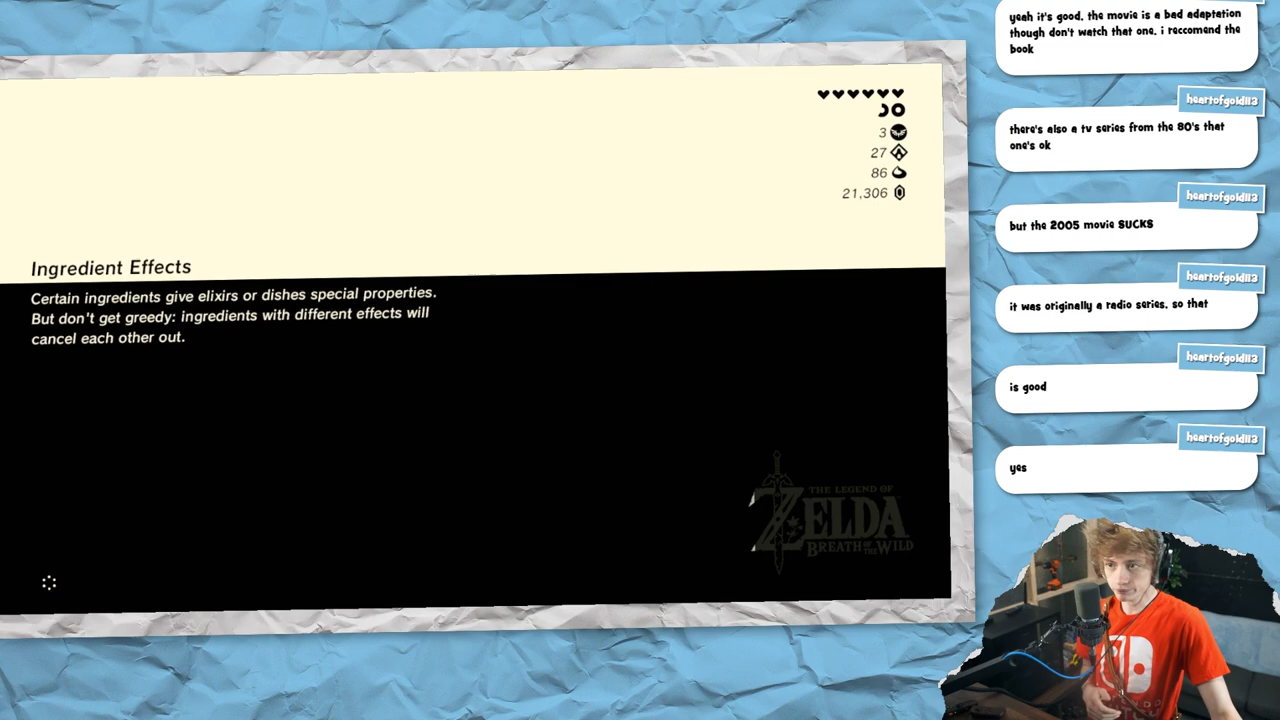 3
27
86
21,306
Ingredient Effects
Certain ingredients give elixirs or dishes special properties.
But don't get greedy: ingredients with different effects will
cancel each other out.
THE LEGEND OF
ZELDA
BREATH OF THE WILD
yeah it's good. the movie is a bad adaptation
though don't watch that one. i reccomend the
book
heartofgold113
there's also a tv series from the 80's that
one's ok
heartofgold113
but the 2005 movie SUCKS
heartofgold113
it was originally a radio series. so that
heartofgold113
is good
heartofgold113
yes